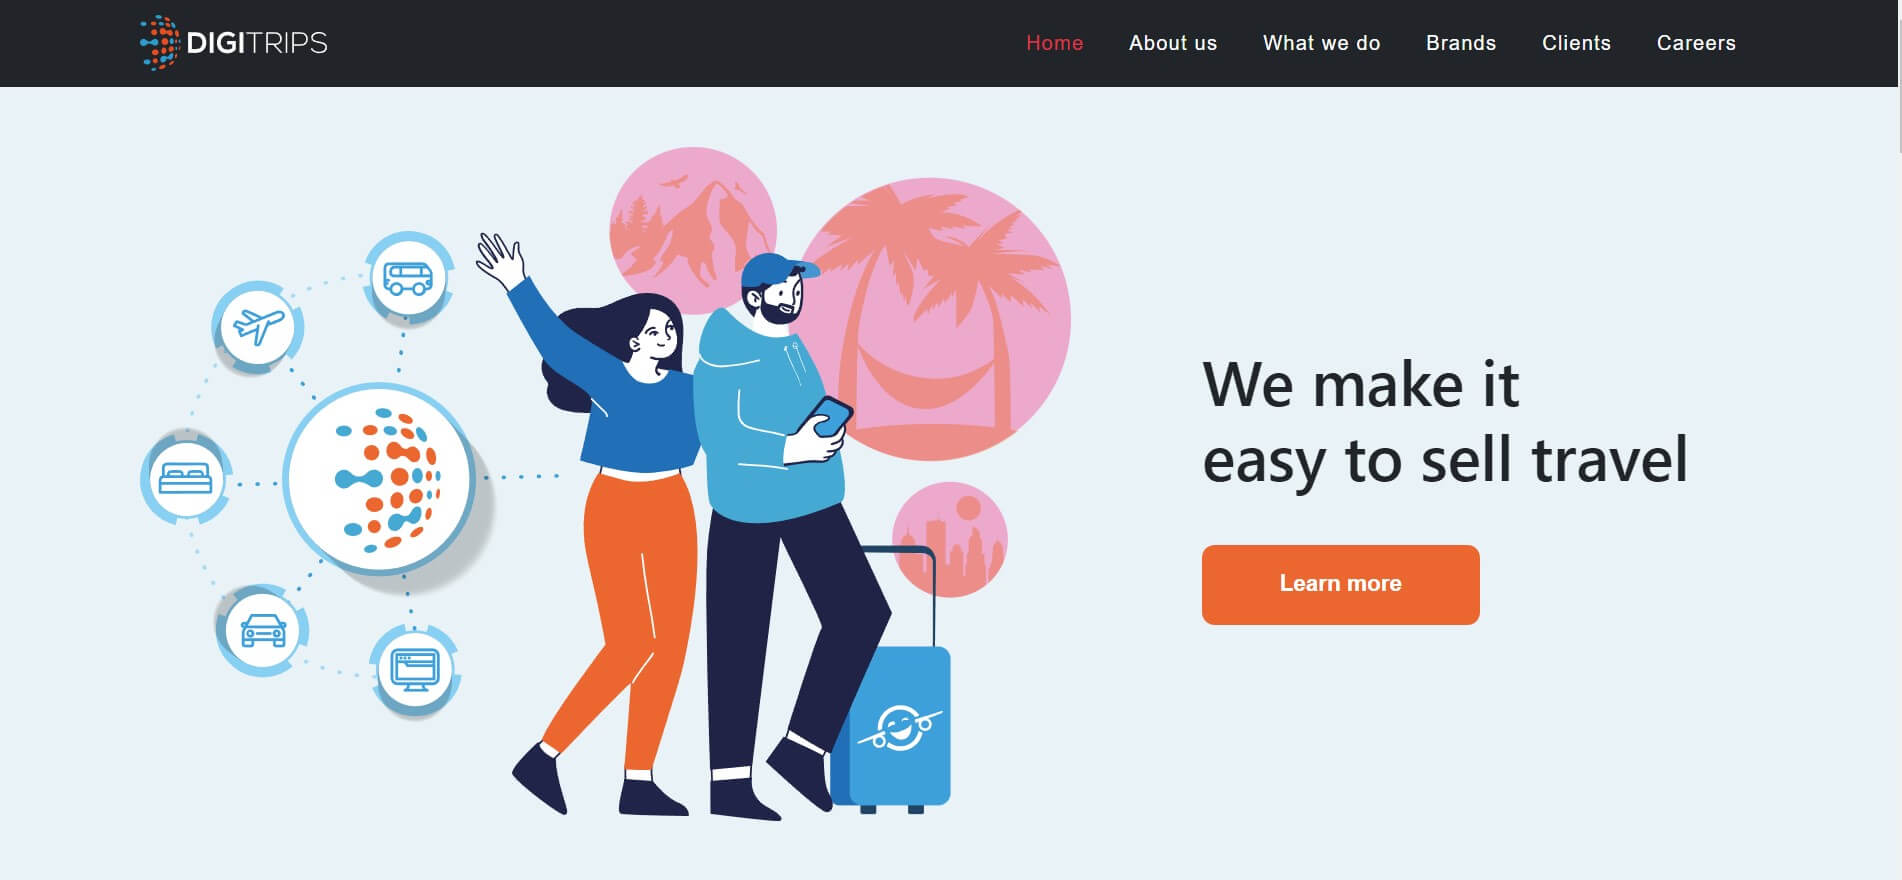 DIGITRIPS
Home
About us
What we do
Brands
Clients
Careers
We make it
easy to sell travel
Learn more